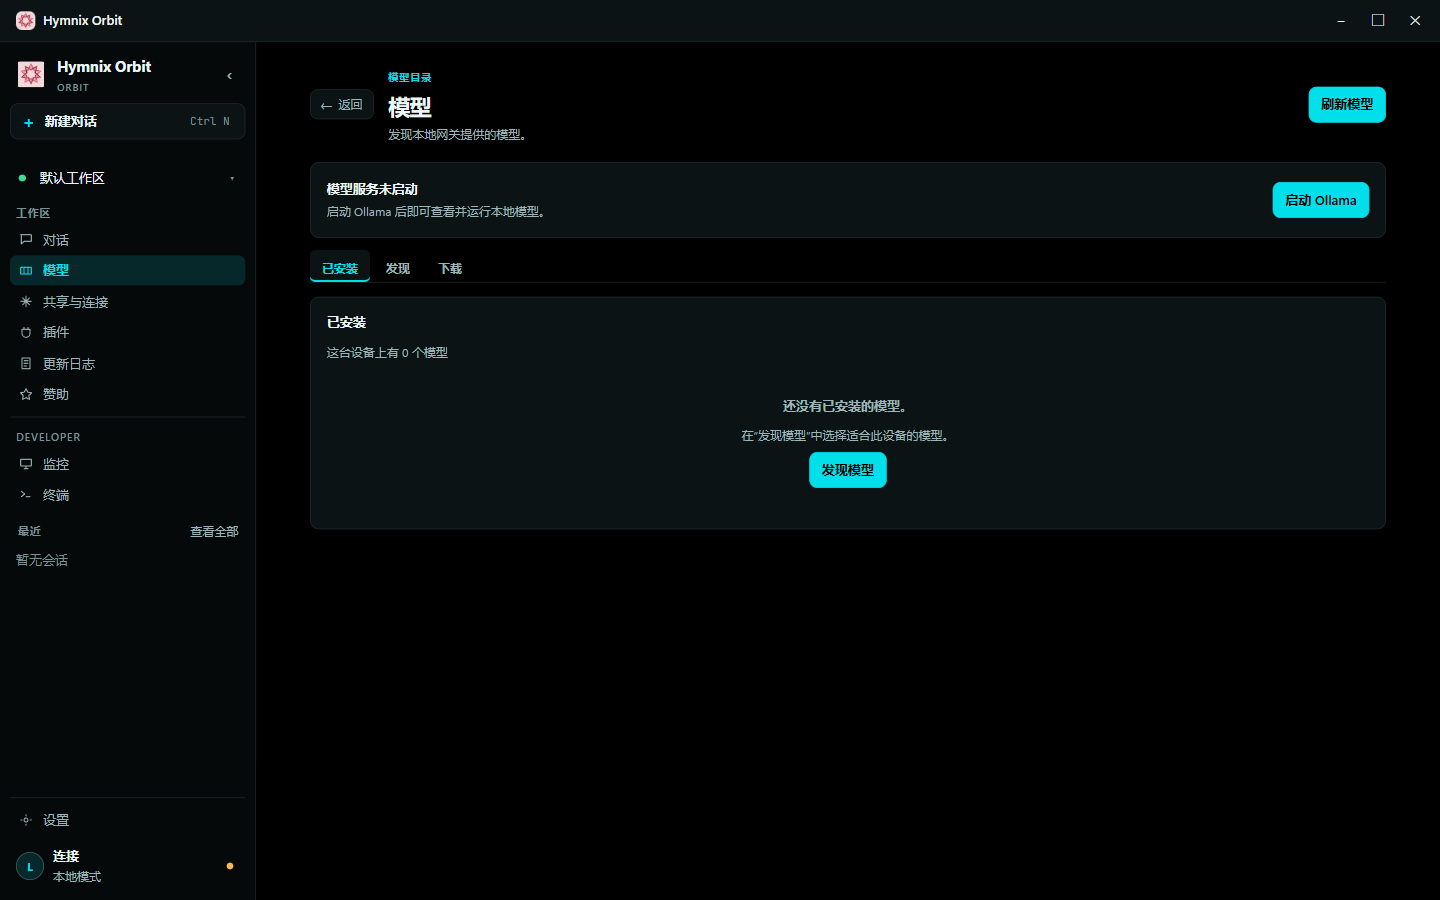 Hymnix Orbit
Hymnix Orbit
ORBIT
+ 新建对话 Ctrl N
默认工作区
工作区
对话
模型
共享与连接
插件
更新日志
赞助
DEVELOPER
监控
终端
最近 查看全部
暂无会话
设置
L
连接
本地模式
← 返回
模型目录
模型
发现本地网关提供的模型。
刷新模型
模型服务未启动
启动 Ollama 后即可查看并运行本地模型。
启动 Ollama
已安装 发现 下载
已安装
这台设备上有 0 个模型
还没有已安装的模型。
在"发现模型"中选择适合此设备的模型。
发现模型